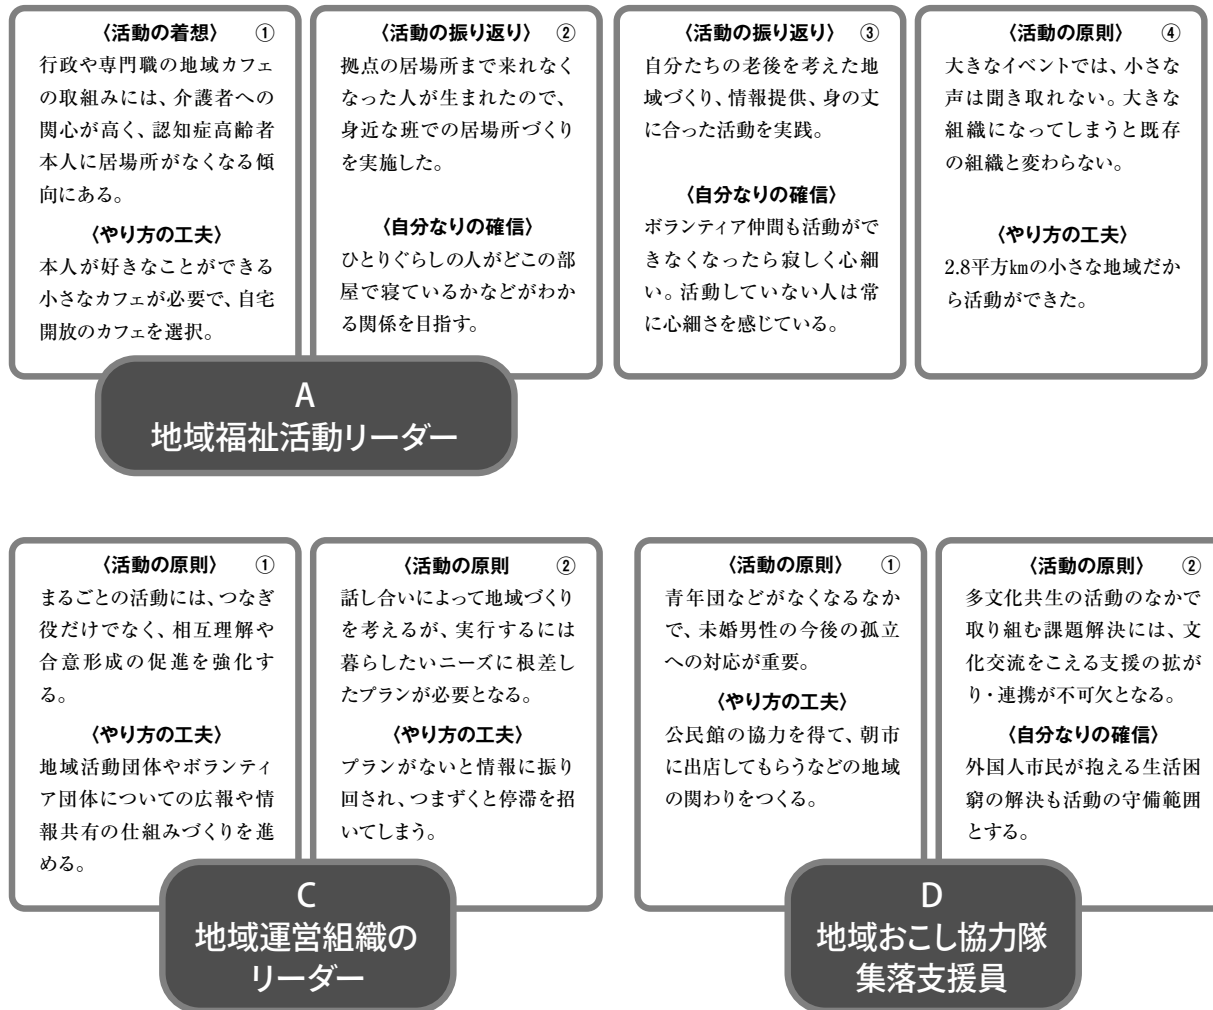 〈活動の着想〉 ①
行政や専門職の地域カフェ
の取組みには、介護者への
関心が高く、認知症高齢者
本人に居場所がなくなる傾
向にある。
〈やり方の工夫〉
本人が好きなことができる
小さなカフェが必要で、自宅
開放のカフェを選択。
〈活動の振り返り〉 ②
拠点の居場所まで来れなく
なった人が生まれたので、
身近な班での居場所づくり
を実施した。
〈自分なりの確信〉
ひとりぐらしの人がどこの部
屋で寝ているかなどがわか
る関係を目指す。
〈活動の振り返り〉 ③
自分たちの老後を考えた地
域づくり、情報提供、身の丈
に合った活動を実践。
〈自分なりの確信〉
ボランティア仲間も活動がで
きなくなったら寂しく心細
い。活動していない人は常
に心細さを感じている。
〈活動の原則〉 ④
大きなイベントでは、小さな
声は聞き取れない。大きな
組織になってしまうと既存
の組織と変わらない。
〈やり方の工夫〉
2.8平方㎞の小さな地域だか
ら活動ができた。
A
地域福祉活動リーダー
〈活動の原則〉 ①
まるごとの活動には、つなぎ
役だけでなく、相互理解や
合意形成の促進を強化す
る。
〈やり方の工夫〉
地域活動団体やボランティ
ア団体についての広報や情
報共有の仕組みづくりを進
める。
〈活動の原則 ②
話し合いによって地域づくり
を考えるが、実行するには
暮らしたいニーズに根差し
たプランが必要となる。
〈やり方の工夫〉
プランがないと情報に振り
回され、つまずくと停滞を招
いてしまう。
C
地域運営組織の
リーダー
〈活動の原則〉 ①
青年団などがなくなるなか
で、未婚男性の今後の孤立
への対応が重要。
〈やり方の工夫〉
公民館の協力を得て、朝市
に出店してもらうなどの地域
の関わりをつくる。
〈活動の原則〉 ②
多文化共生の活動のなかで
取り組む課題解決には、文
化交流をこえる支援の拡が
り・連携が不可欠となる。
〈自分なりの確信〉
外国人市民が抱える生活困
窮の解決も活動の守備範囲
とする。
D
地域おこし協力隊
集落支援員